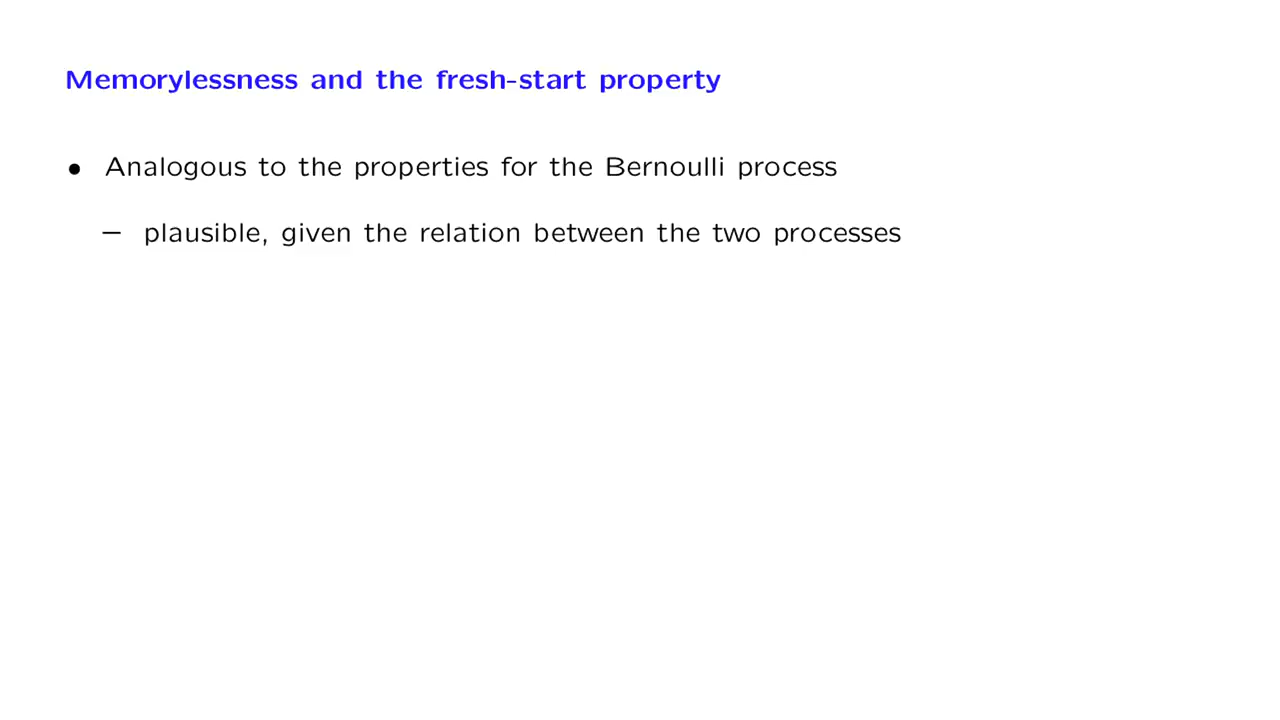 Memorylessness and the fresh-start property
• Analogous to the properties for the Bernoulli process
– plausible, given the relation between the two processes